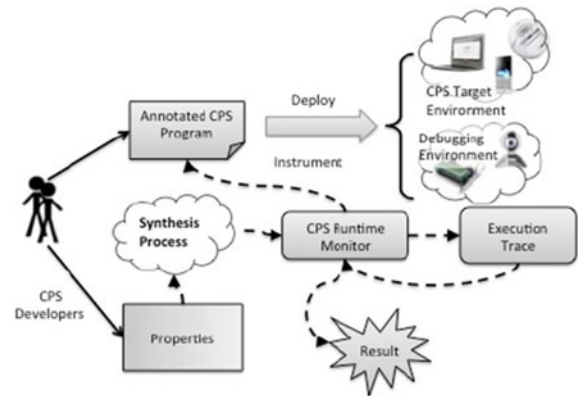 CPS Target
Environment
Annotated CPS
Program
Deploy
Instrument
Debugging
Environment
Synthesis
Process
CPS Runtime
Monitor
Execution
Trace
CPS
Developers
Properties
Result